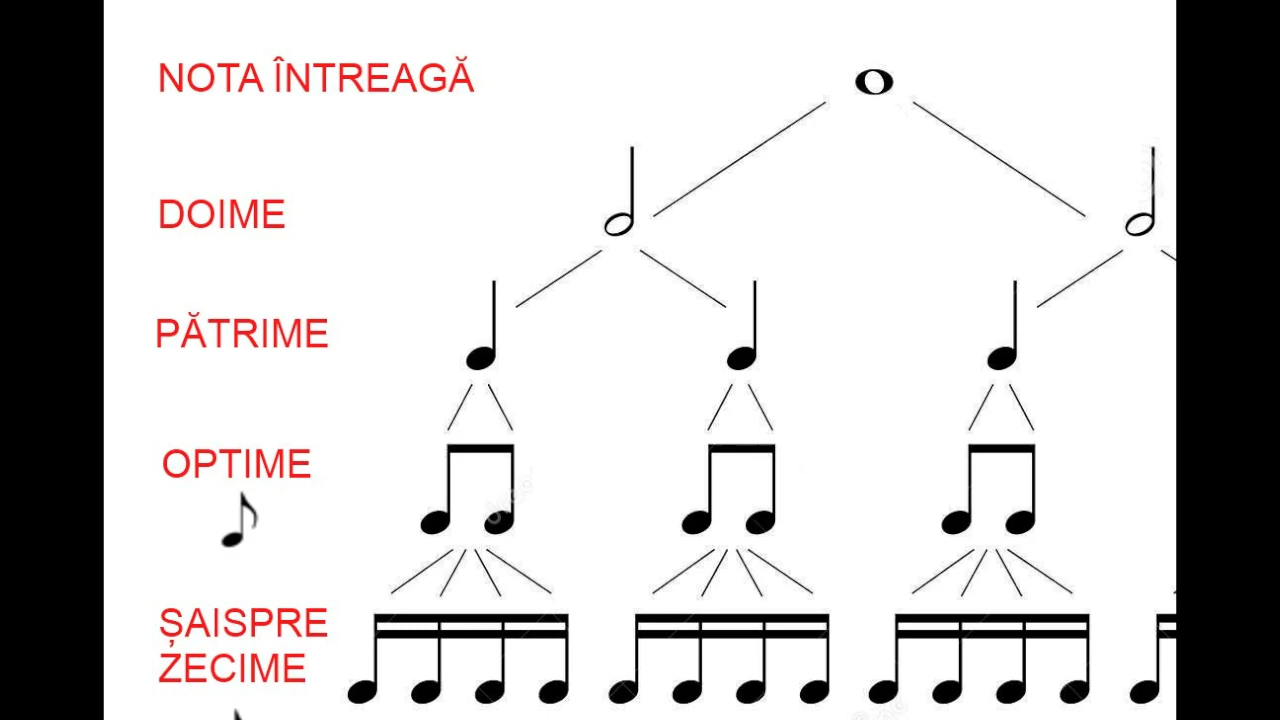 NOTA ÎNTREAGĂ
DOIME
PĂTRIME
OPTIME
ȘAISPRE
ZECIME